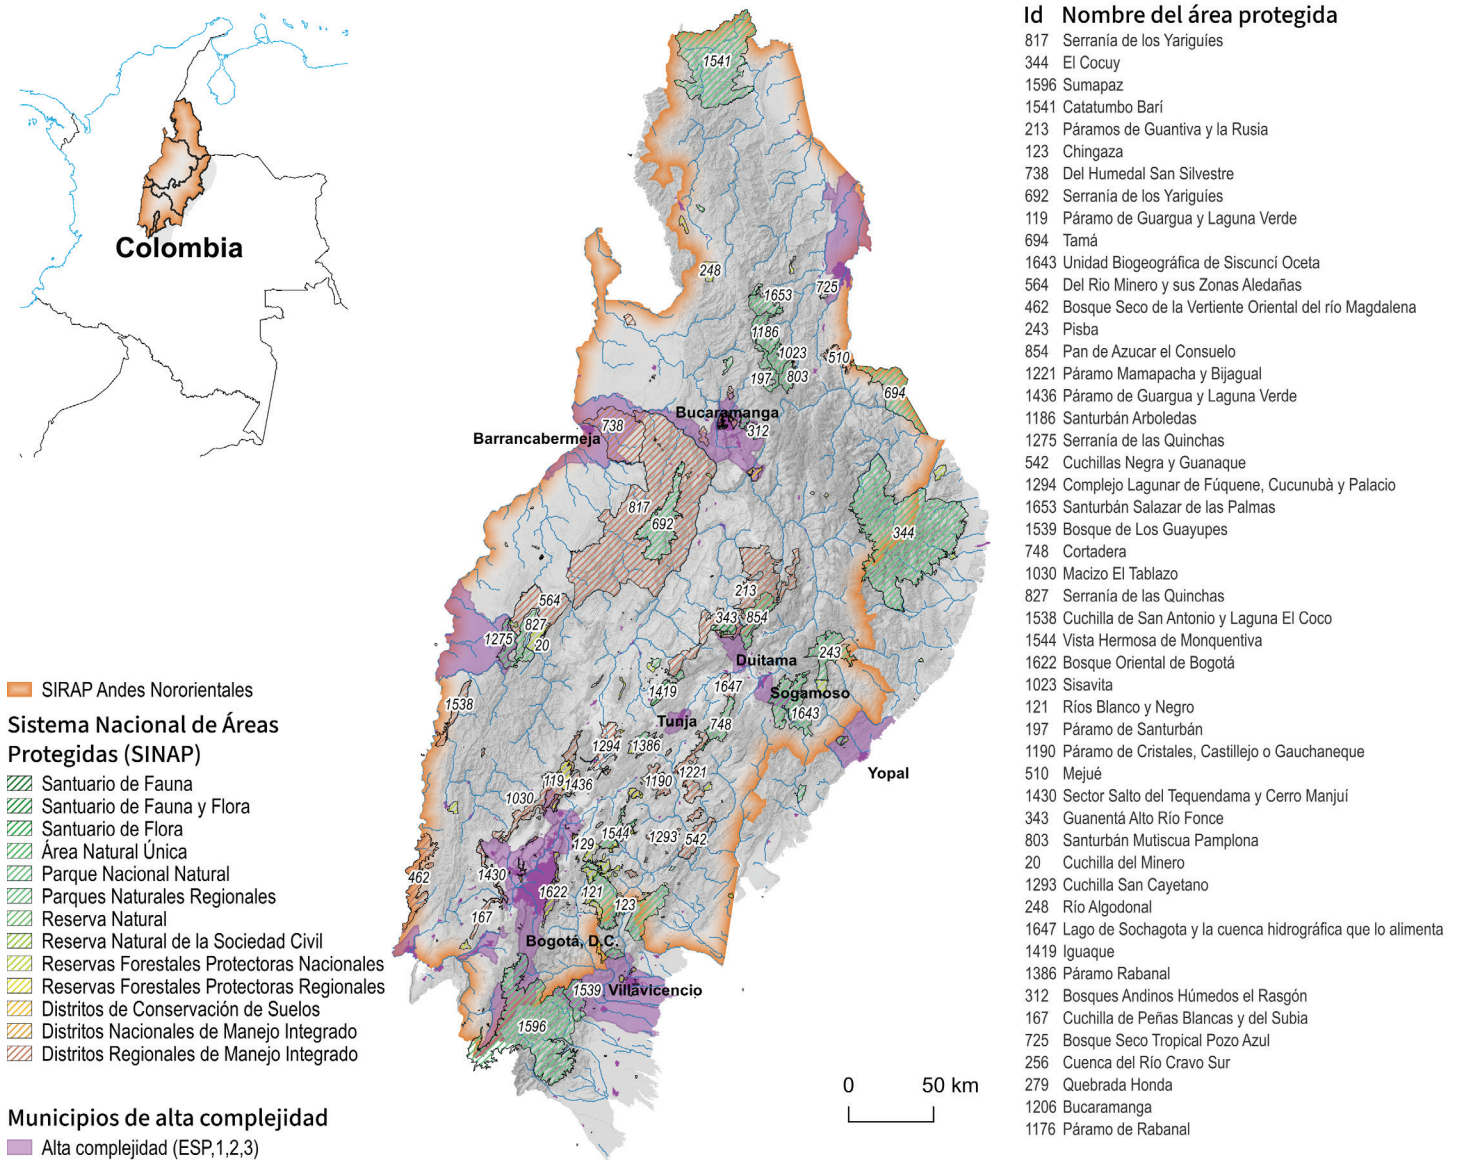 Colombia
1541
248
725
1653
1186
1023
510
197
803
694
Bucaramanga
312
738
Barrancabermeja
817
692
344
213
564
827
20
1275
343
854
243
Duitama
1647
Sogamoso
1419
1643
1538
Tunja
748
1294
1386
Yopal
119
1436
1190
1221
1030
129
1544
1293
542
462
1430
1622
121
123
167
Bogotá, D.C.
1539
Villavicencio
1596
0 50 km
SIRAP Andes Nororientales
Sistema Nacional de Áreas
Protegidas (SINAP)
Santuario de Fauna
Santuario de Fauna y Flora
Santuario de Flora
Área Natural Única
Parque Nacional Natural
Parques Naturales Regionales
Reserva Natural
Reserva Natural de la Sociedad Civil
Reservas Forestales Protectoras Nacionales
Reservas Forestales Protectoras Regionales
Distritos de Conservación de Suelos
Distritos Nacionales de Manejo Integrado
Distritos Regionales de Manejo Integrado
Municipios de alta complejidad
Alta complejidad (ESP,1,2,3)
Id Nombre del área protegida
817 Serranía de los Yariguíes
344 El Cocuy
1596 Sumapaz
1541 Catatumbo Barí
213 Páramos de Guantiva y la Rusia
123 Chingaza
738 Del Humedal San Silvestre
692 Serranía de los Yariguíes
119 Páramo de Guargua y Laguna Verde
694 Tamá
1643 Unidad Biogeográfica de Siscuncí Oceta
564 Del Rio Minero y sus Zonas Aledañas
462 Bosque Seco de la Vertiente Oriental del río Magdalena
243 Pisba
854 Pan de Azucar el Consuelo
1221 Páramo Mamapacha y Bijagual
1436 Páramo de Guargua y Laguna Verde
1186 Santurbán Arboledas
1275 Serranía de las Quinchas
542 Cuchillas Negra y Guanaque
1294 Complejo Lagunar de Fúquene, Cucunubà y Palacio
1653 Santurbán Salazar de las Palmas
1539 Bosque de Los Guayupes
748 Cortadera
1030 Macizo El Tablazo
827 Serranía de las Quinchas
1538 Cuchilla de San Antonio y Laguna El Coco
1544 Vista Hermosa de Monquentiva
1622 Bosque Oriental de Bogotá
1023 Sisavita
121 Ríos Blanco y Negro
197 Páramo de Santurbán
1190 Páramo de Cristales, Castillejo o Gauchaneque
510 Mejué
1430 Sector Salto del Tequendama y Cerro Manjuí
343 Guanentá Alto Río Fonce
803 Santurbán Mutiscua Pamplona
20 Cuchilla del Minero
1293 Cuchilla San Cayetano
248 Río Algodonal
1647 Lago de Sochagota y la cuenca hidrográfica que lo alimenta
1419 Iguaque
1386 Páramo Rabanal
312 Bosques Andinos Húmedos el Rasgón
167 Cuchilla de Peñas Blancas y del Subia
725 Bosque Seco Tropical Pozo Azul
256 Cuenca del Río Cravo Sur
279 Quebrada Honda
1206 Bucaramanga
1176 Páramo de Rabanal